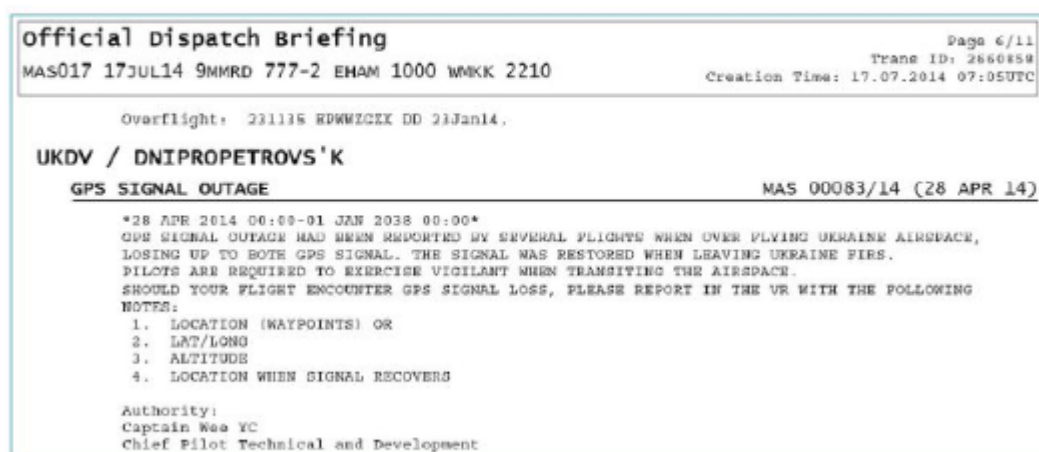 Official Dispatch Briefing
Page 6/11
MAS017 17JUL14 9MMRD 777-2 EHAM 1000 WMKK 2210
Trans ID: 2660859
Creation Time: 17.07.2014 07:05UTC
Overflight: DD 23Jan14.
UKDV / DNIPROPETROVS'K
GPS SIGNAL OUTAGE
MAS 00083/14 (28 APR 14)
*28 APR 2014 00:00-01 JAN 2038 00:00*
GPS SIGNAL OUTAGE HAD BEEN REPORTED BY SEVERAL FLIGHTS WHEN OVER FLYING UKRAINE AIRSPACE,
LOSING UP TO BOTH GPS SIGNAL. THE SIGNAL WAS RESTORED WHEN LEAVING UKRAINE FIRS.
PILOTS ARE REQUIRED TO EXERCISE VIGILANT WHEN TRANSITING THE AIRSPACE.
SHOULD YOUR FLIGHT ENCOUNTER GPS SIGNAL LOSS, PLEASE REPORT IN THE VR WITH THE FOLLOWING
NOTES:
1. LOCATION (WAYPOINTS) OR
2. LAT/LONG
3. ALTITUDE
4. LOCATION WHEN SIGNAL RECOVERS
Authority:
Captain Wee YC
Chief Pilot Technical and Development